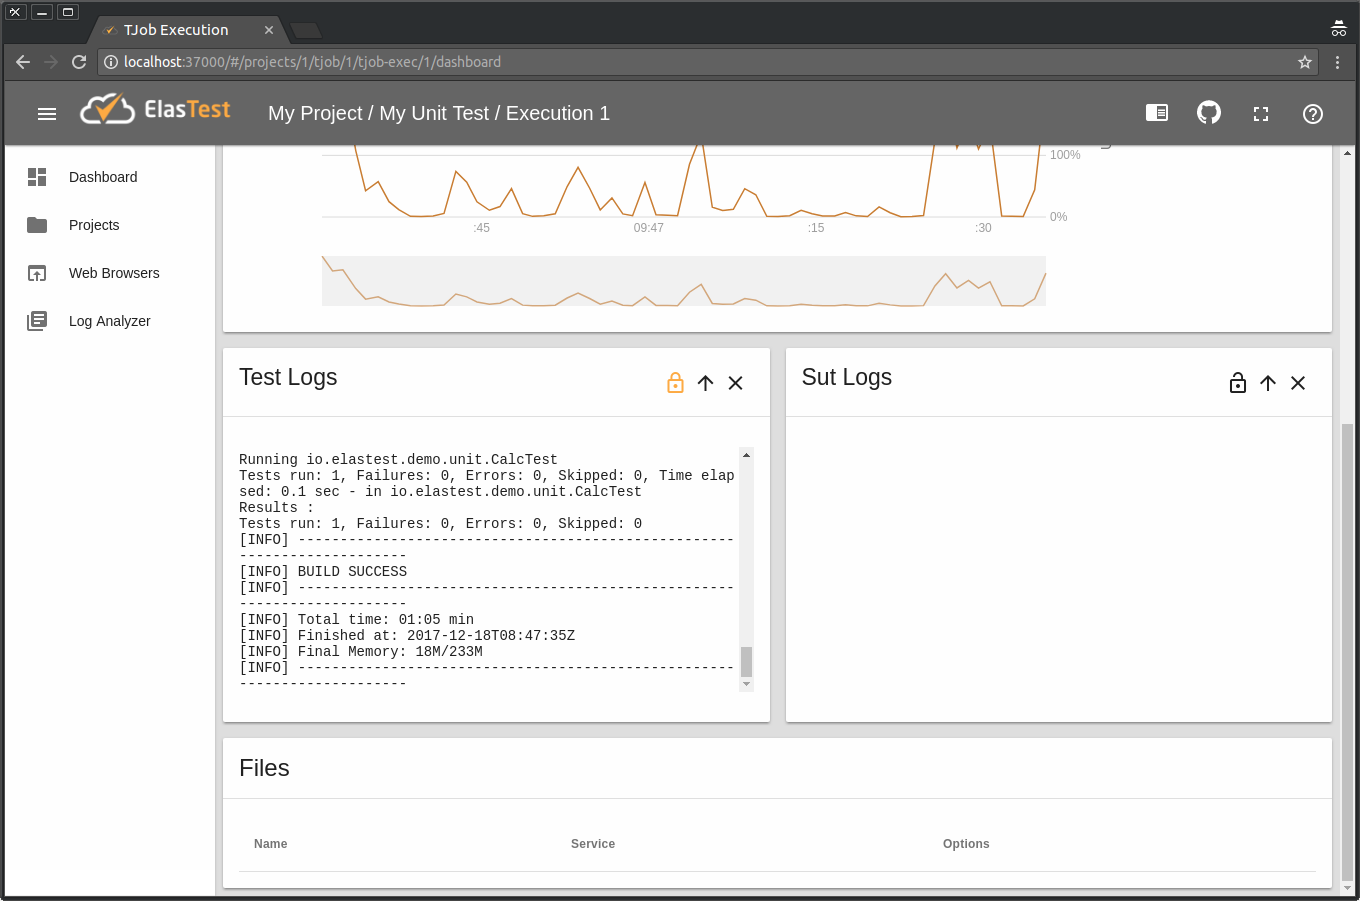 TJob Execution
localhost:37000/#/projects/1/tjob/1/tjob-exec/1/dashboard
ElasTest
My Project / My Unit Test / Execution 1
Dashboard
Projects
Web Browsers
Log Analyzer
100%
0%
:45
09:47
:15
:30
Test Logs
Running io.elastest.demo.unit.CalcTest
Tests run: 1, Failures: 0, Errors: 0, Skipped: 0, Time elap
sed: 0.1 sec - in io.elastest.demo.unit.CalcTest
Results :
Tests run: 1, Failures: 0, Errors: 0, Skipped: 0
[INFO] ----------------------------------------------------
--------------------
[INFO] BUILD SUCCESS
[INFO] ----------------------------------------------------
--------------------
[INFO] Total time: 01:05 min
[INFO] Finished at: 2017-12-18T08:47:35Z
[INFO] Final Memory: 18M/233M
[INFO] ----------------------------------------------------
--------------------
Sut Logs
Files
Name
Service
Options